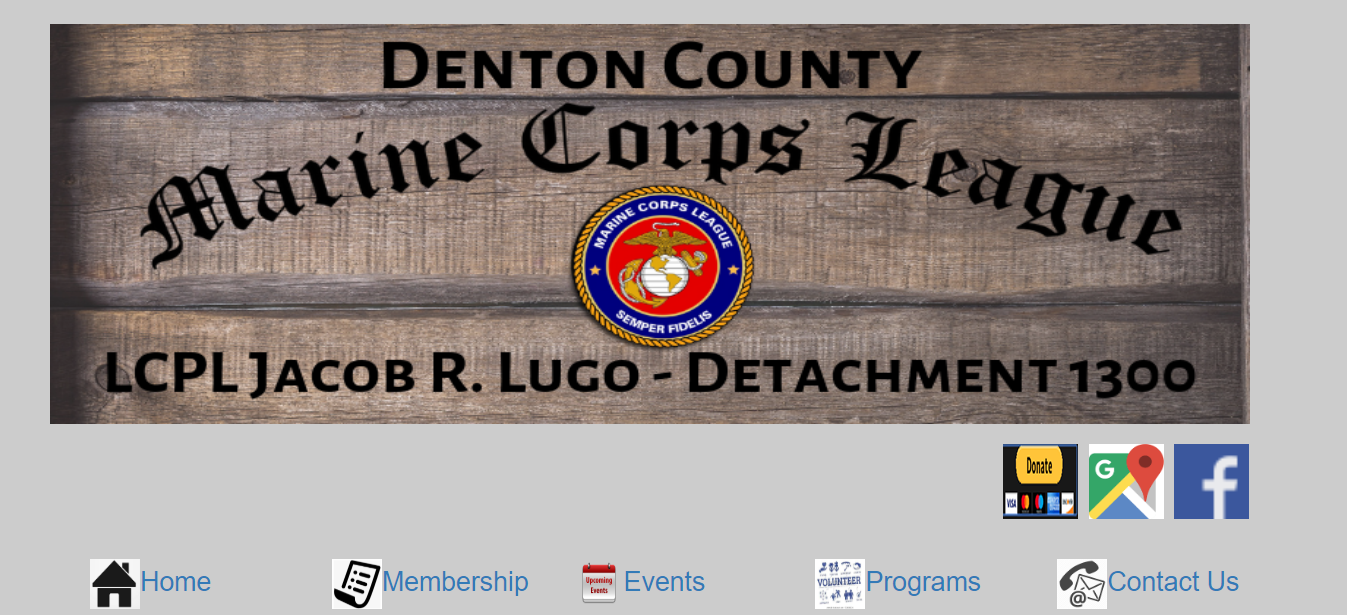 DENTON COUNTY
Marine Corps League
MARINE CORPS LEAGUE
SEMPER FIDELIS
LCPL JACOB R. LUGO - DETACHMENT 1300
Donate
VISA
G
f
Home
Membership
Upcoming
Events
Events
VOLUNTEER
Programs
@
Contact Us